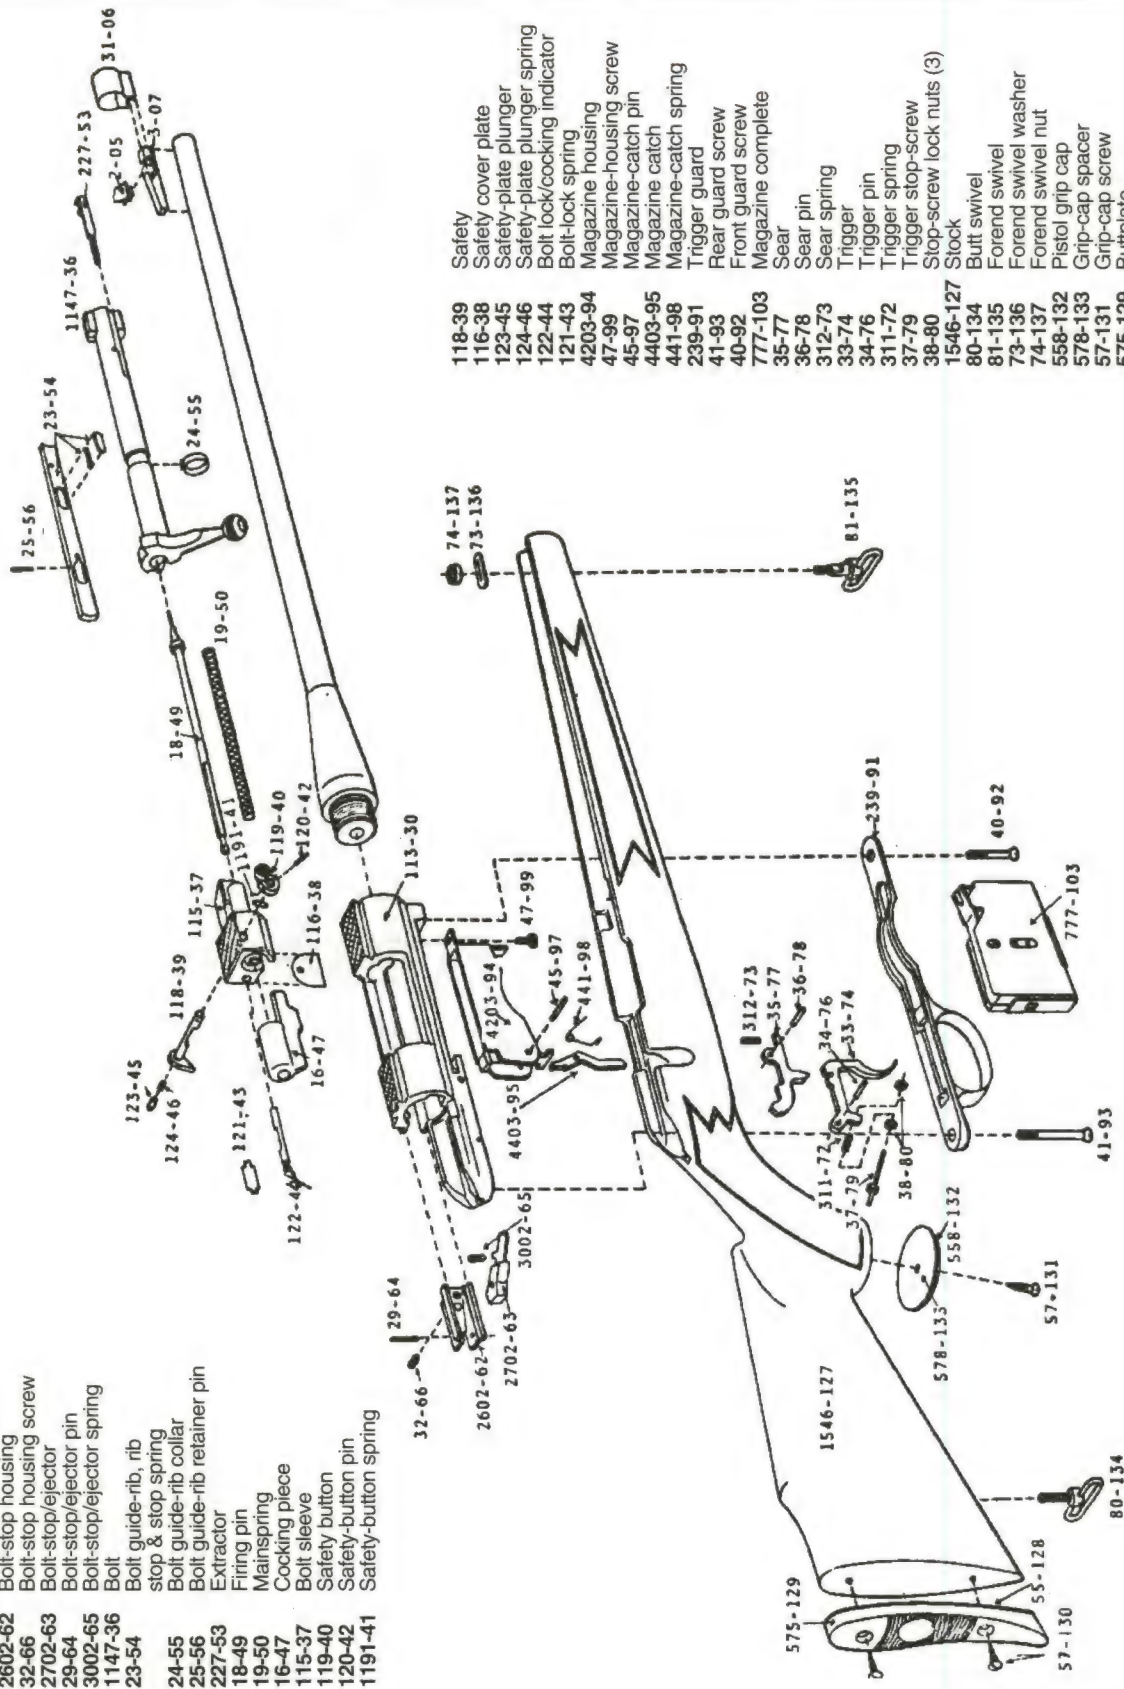 2602-62 Bolt-stop housing
32-66 Bolt-stop housing screw
2702-63 Bolt-stop/ejector
29-64 Bolt-stop/ejector pin
3002-65 Bolt-stop/ejector spring
1147-36 Bolt
23-54 Bolt guide-rib, rib
stop & stop spring
24-55 Bolt guide-rib collar
25-56 Bolt guide-rib retainer pin
227-53 Extractor
18-49 Firing pin
19-50 Mainspring
16-47 Cocking piece
115-37 Bolt sleeve
119-40 Safety button
120-42 Safety-button pin
1191-41 Safety-button spring
118-39 Safety
116-38 Safety cover plate
123-45 Safety-plate plunger
124-46 Safety-plate plunger spring
122-44 Bolt lock/cocking indicator
121-43 Bolt-lock spring
4203-94 Magazine housing
47-99 Magazine-housing screw
45-97 Magazine-catch pin
4403-95 Magazine catch
441-98 Magazine-catch spring
239-91 Trigger guard
41-93 Rear guard screw
40-92 Front guard screw
777-103 Magazine complete
35-77 Sear
36-78 Sear pin
312-73 Sear spring
33-74 Trigger
34-76 Trigger pin
311-72 Trigger spring
37-79 Trigger stop-screw
38-80 Stop-screw lock nuts (3)
1546-127 Stock
80-134 Butt swivel
81-135 Forend swivel
73-136 Forend swivel washer
74-137 Forend swivel nut
558-132 Pistol grip cap
578-133 Grip-cap spacer
57-131 Grip-cap screw
575-129 Buttplate
31-06
3-07
2-05
227-53
1147-36
23-54
25-56
24-55
19-50
18-49
1191-41
119-40
120-42
115-37
116-38
118-39
123-45
124-46
16-47
121-43
122-44
113-30
47-99
4203-94
45-97
441-98
4403-95
3002-65
29-64
32-66
2602-62
2702-63
74-137
73-136
81-135
312-73
35-77
36-78
34-76
33-74
311-72
37-79
38-80
239-91
40-92
777-103
41-93
558-132
578-133
57-131
1546-127
80-134
575-129
55-128
57-130